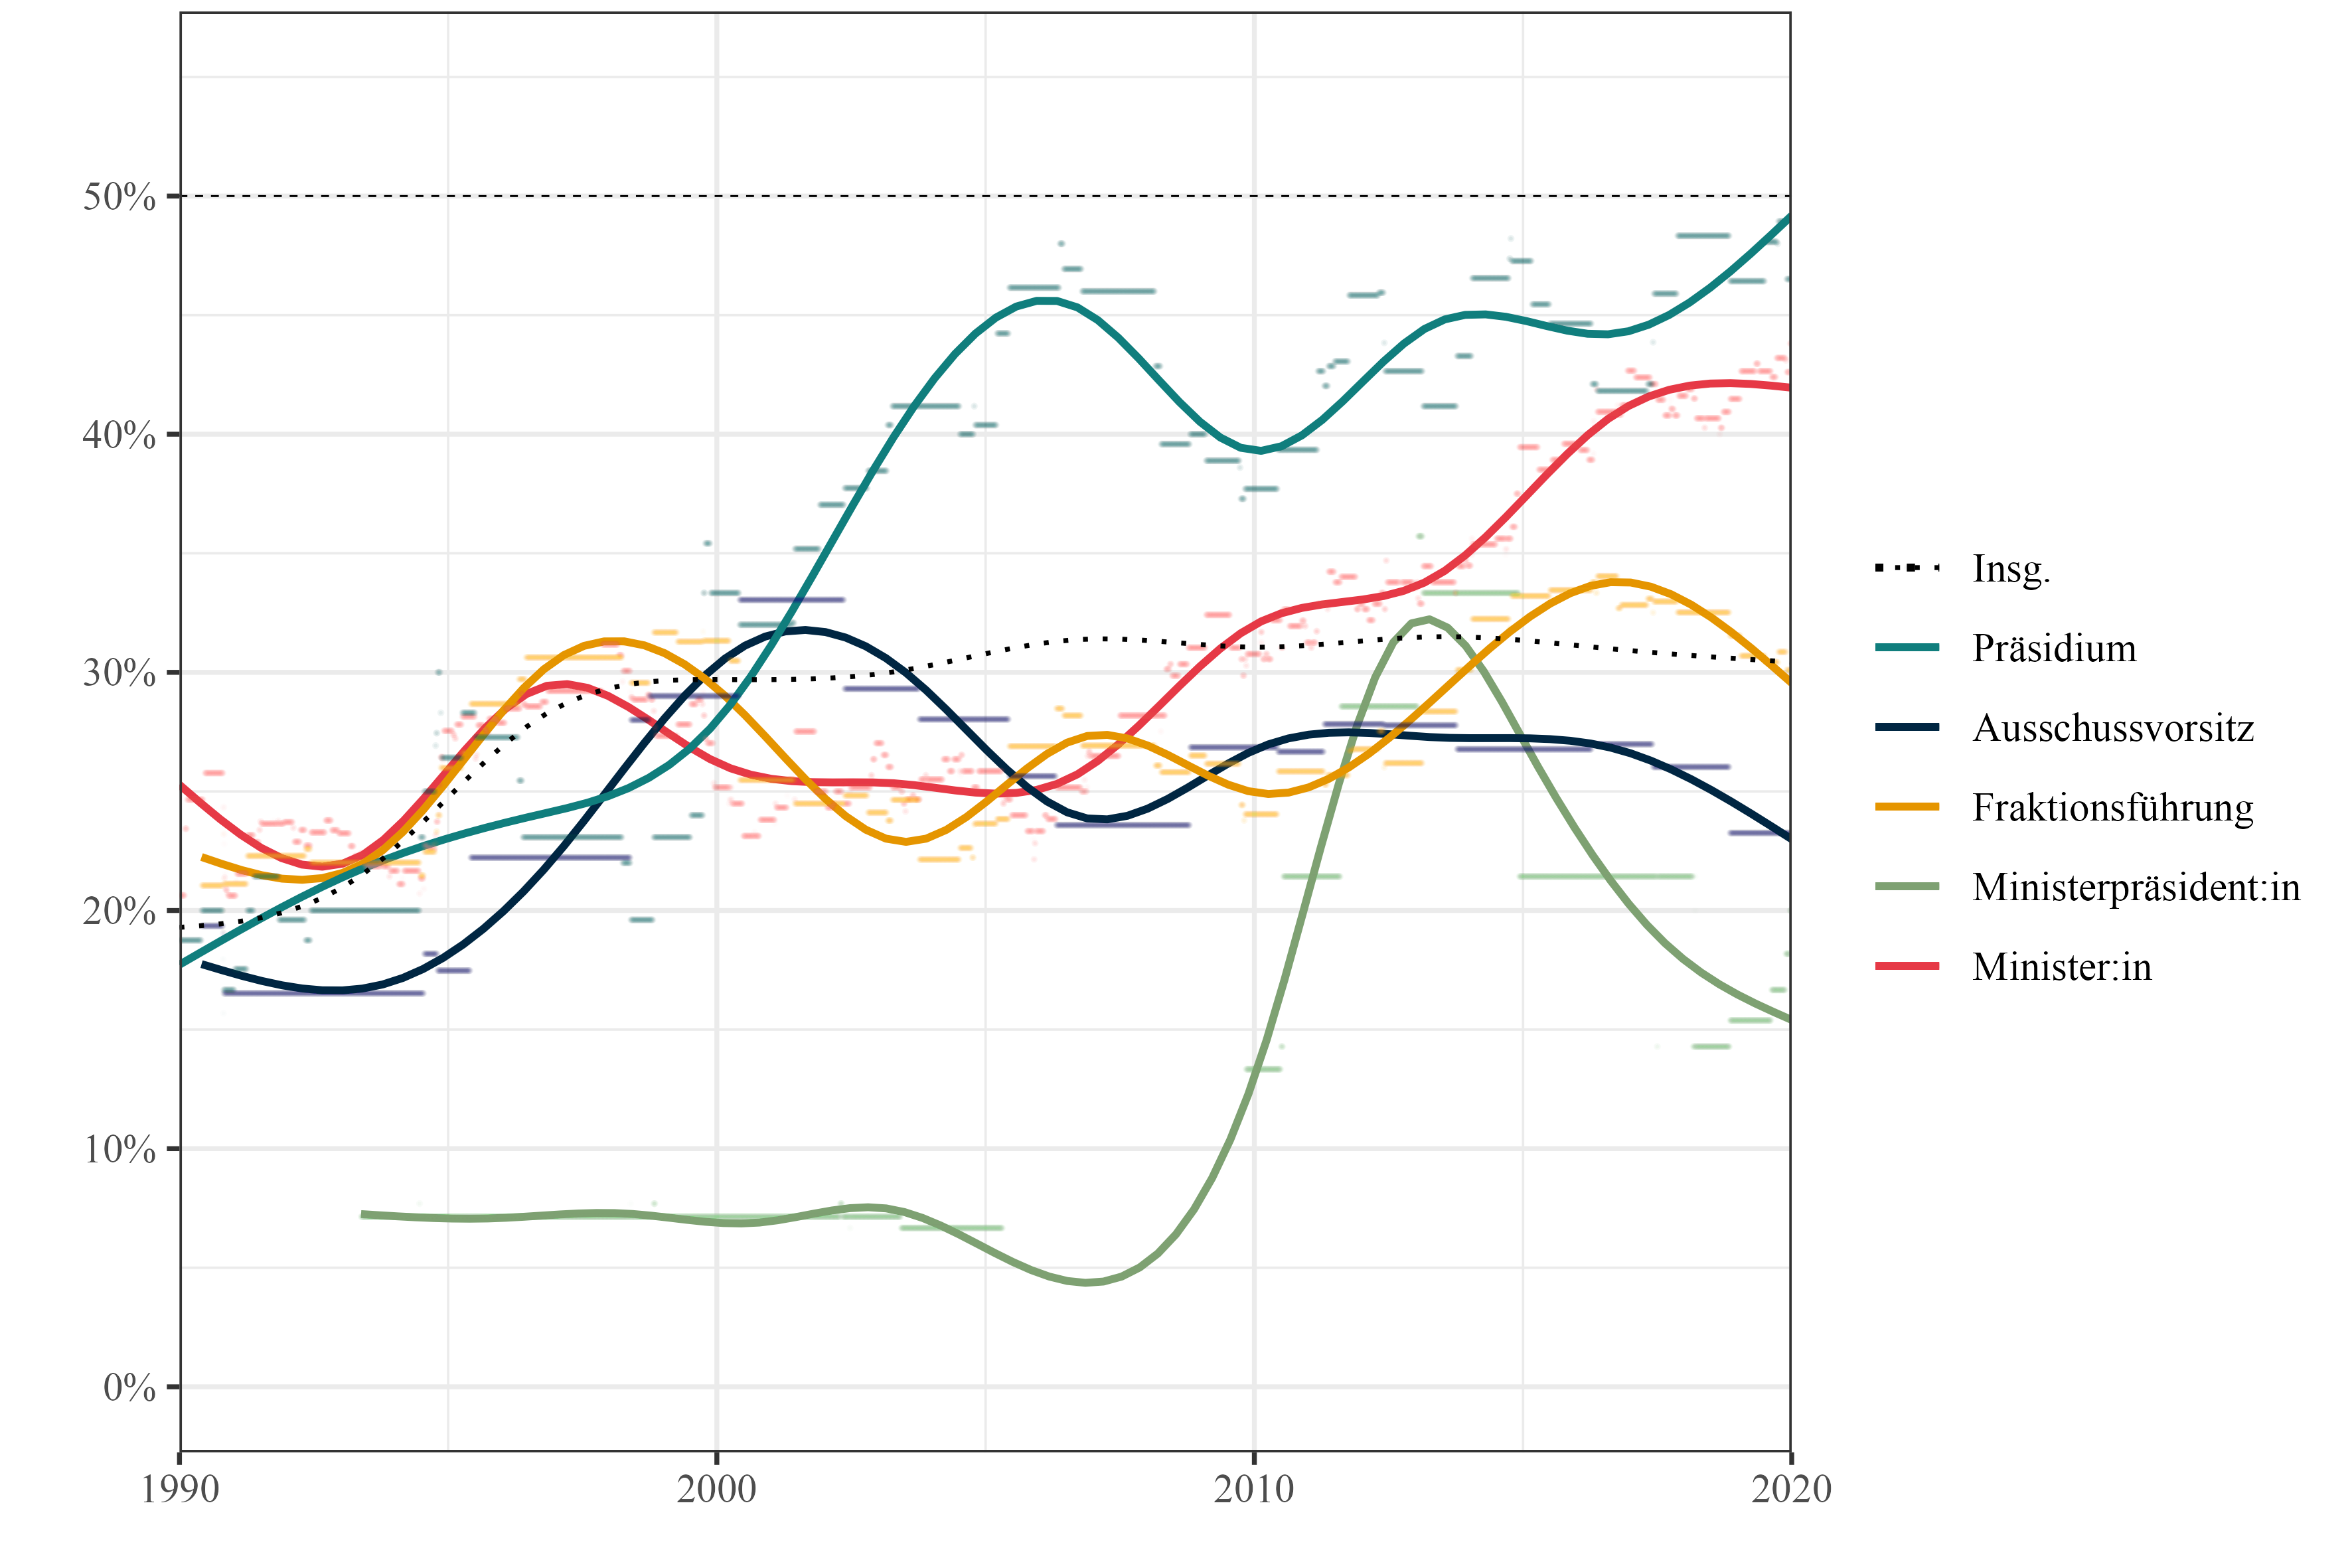 50%
40%
30%
20%
10%
0%
1990 2000 2010 2020
Insg.
Präsidium
Ausschussvorsitz
Fraktionsführung
Ministerpräsident:in
Minister:in